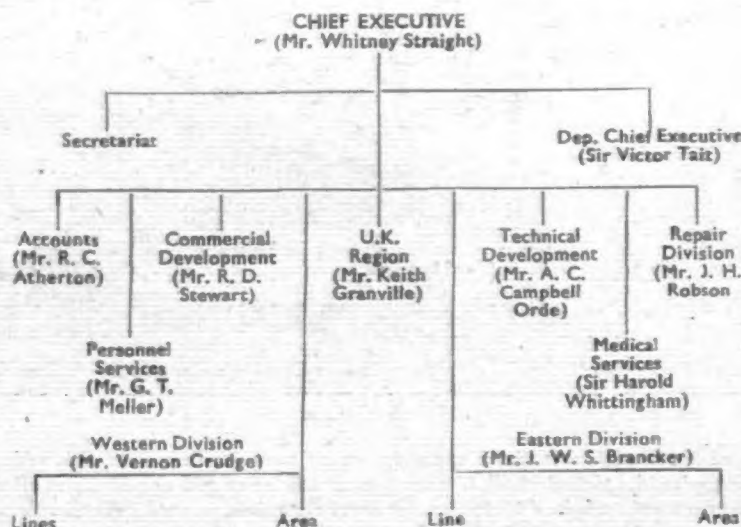 CHIEF EXECUTIVE
(Mr. Whitney Straight)
Secretariat
Dep. Chief Executive
(Sir Victor Tait)
Accounts
(Mr. R. C.
Atherton)
Commercial
Development
(Mr. R. D.
Stewart)
U.K.
Region
(Mr. Keith
Granville)
Technical
Development
(Mr. A. C.
Campbell
Orde)
Repair
Division
(Mr. J. H.
Robson
Personnel
Services
(Mr. G. T.
Meller)
Medical
Services
(Sir Harold
Whittingham)
Western Division
(Mr. Vernon Crudge)
Eastern Division
(Mr. J. W. S. Brancker)
Lines
Area
Line
Area